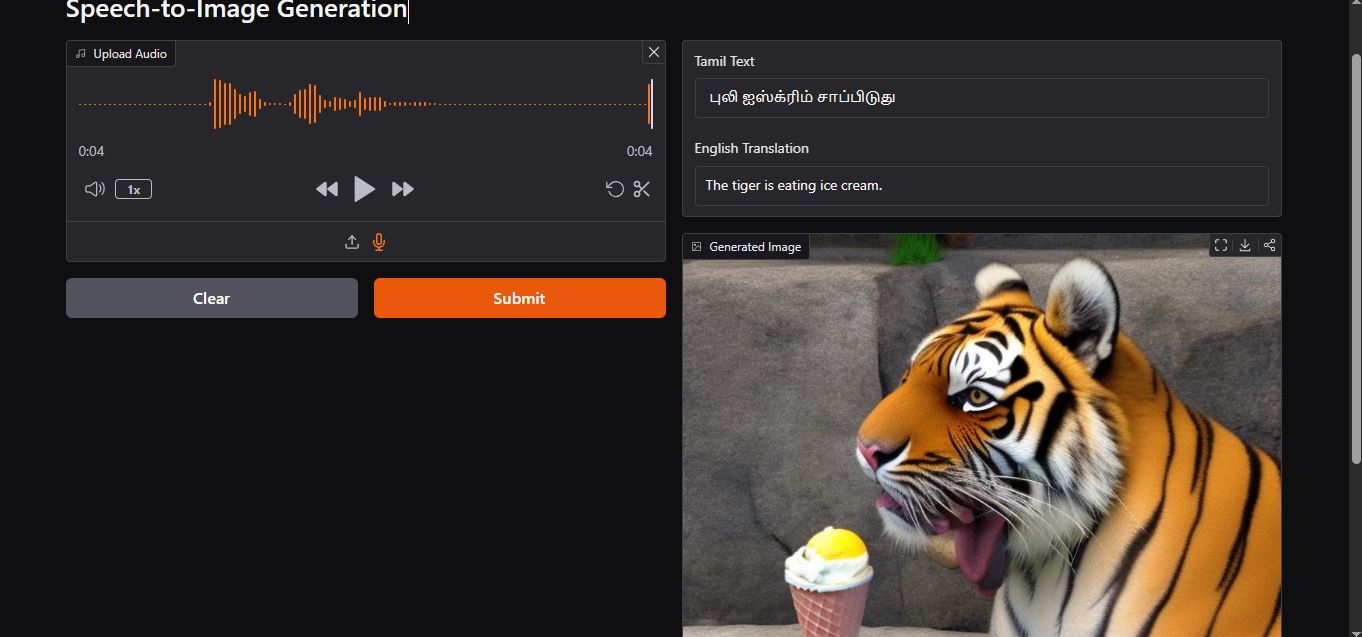 Speech-to-Image Generation
Upload Audio
0:04
0:04
1x
Clear
Submit
Tamil Text
புலி ஐஸ்க்ரிம் சாப்பிடுது
English Translation
The tiger is eating ice cream.
Generated Image